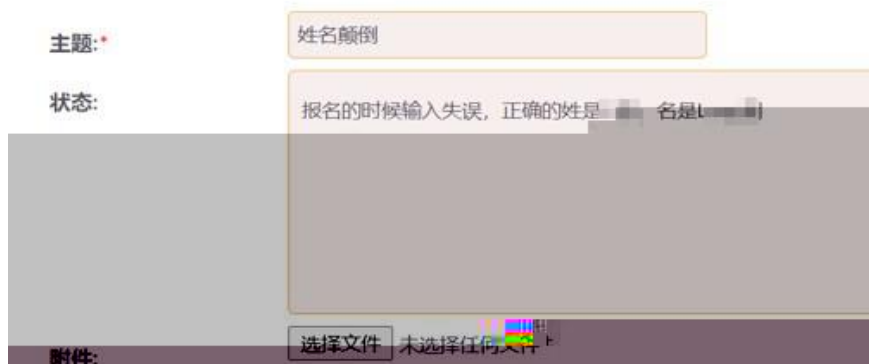 主题:*
姓名颠倒
状态:
报名的时候输入失误，正确的姓是 名是
附件:
选择文件 未选择任何文件